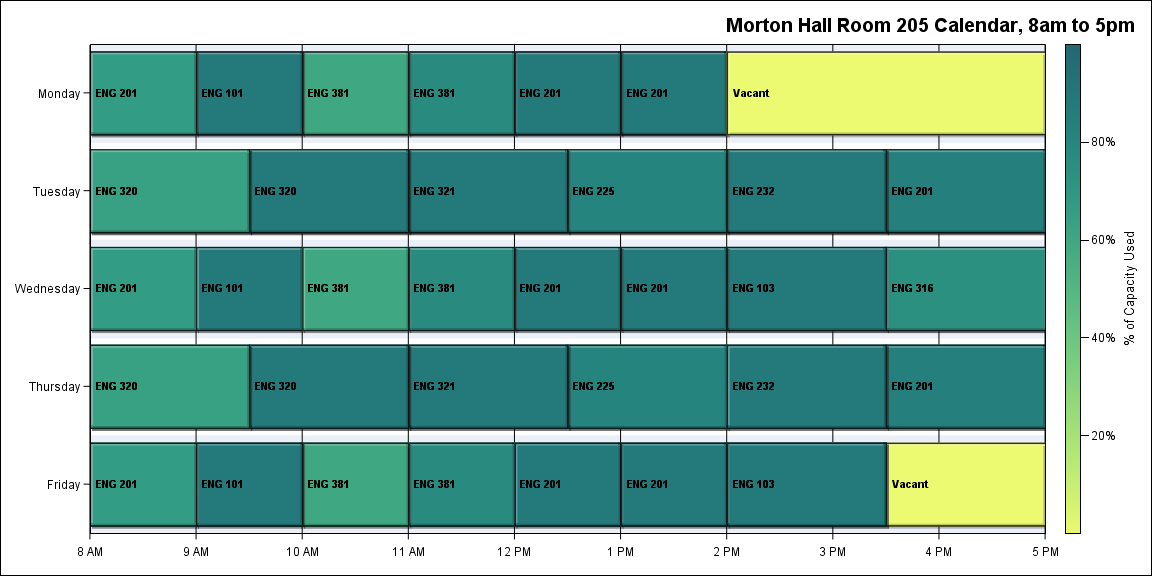 Morton Hall Room 205 Calendar, 8am to 5pm
Monday
ENG 201 ENG 101 ENG 381 ENG 381 ENG 201 ENG 201 Vacant
Tuesday
ENG 320 ENG 320 ENG 321 ENG 225 ENG 232 ENG 201
Wednesday
ENG 201 ENG 101 ENG 381 ENG 381 ENG 201 ENG 201 ENG 103 ENG 316
Thursday
ENG 320 ENG 320 ENG 321 ENG 225 ENG 232 ENG 201
Friday
ENG 201 ENG 101 ENG 381 ENG 381 ENG 201 ENG 201 ENG 103 Vacant
8 AM 9 AM 10 AM 11 AM 12 PM 1 PM 2 PM 3 PM 4 PM 5 PM
80%
60%
40%
20%
% of Capacity Used